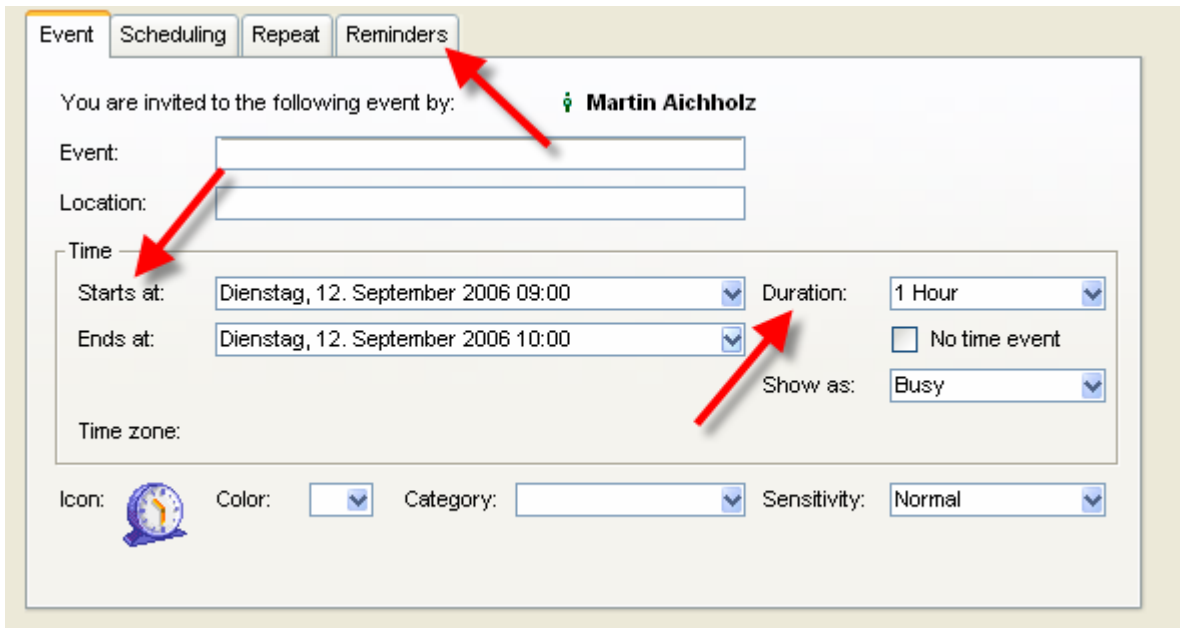 Event Scheduling Repeat Reminders
You are invited to the following event by: Martin Aichholz
Event:
Location:
Time
Starts at: Dienstag, 12. September 2006 09:00 Duration: 1 Hour
Ends at: Dienstag, 12. September 2006 10:00 No time event
Show as: Busy
Time zone:
Icon: Color: Category: Sensitivity: Normal